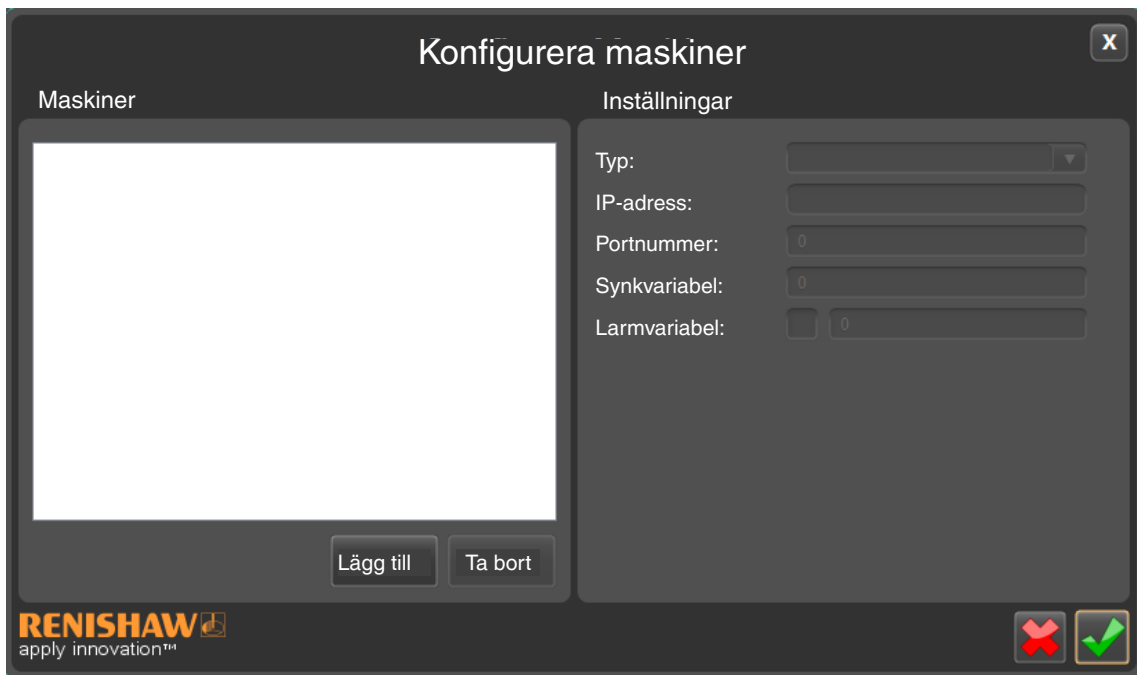 Konfigurera maskiner
X
Maskiner
Inställningar
Typ:
IP-adress:
Portnummer: 0
Synkvariabel: 0
Larmvariabel: 0
Lägg till
Ta bort
RENISHAW
apply innovation™